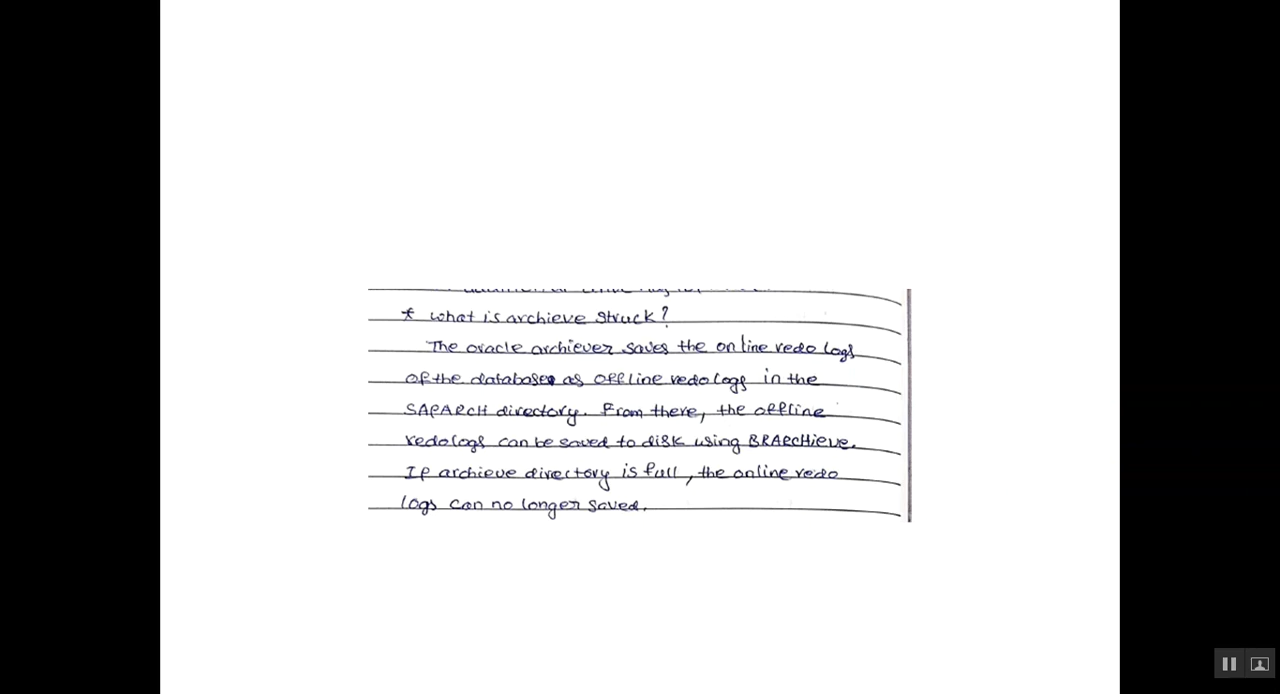 * what is archieve struck?
The oracle archiever saves the online redo logs
of the databases as offline redo logs in the
SAPARCH directory. From there, the offline
redologs can be saved to disk using BRARCHieve.
If archieve directory is full, the online redo
logs can no longer saved.